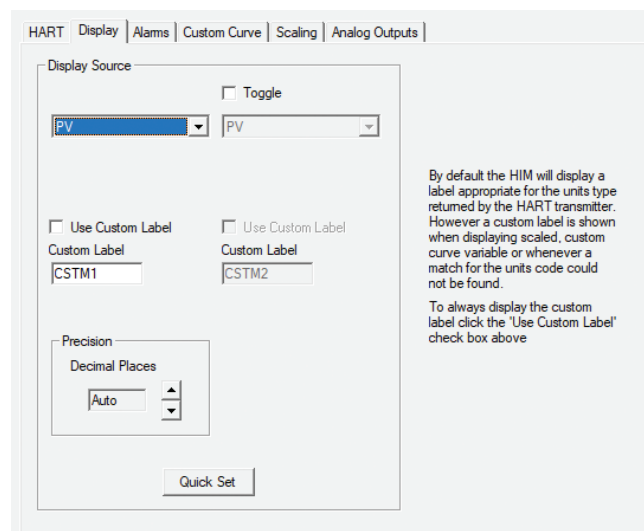 HART Display Alarms Custom Curve Scaling Analog Outputs
Display Source
Toggle
PV PV
Use Custom Label Use Custom Label
Custom Label Custom Label
CSTM1 CSTM2
Precision
Decimal Places
Auto
Quick Set
By default the HIM will display a
label appropriate for the units type
returned by the HART transmitter.
However a custom label is shown
when displaying scaled, custom
curve variable or whenever a
match for the units code could
not be found.
To always display the custom
label click the 'Use Custom Label'
check box above